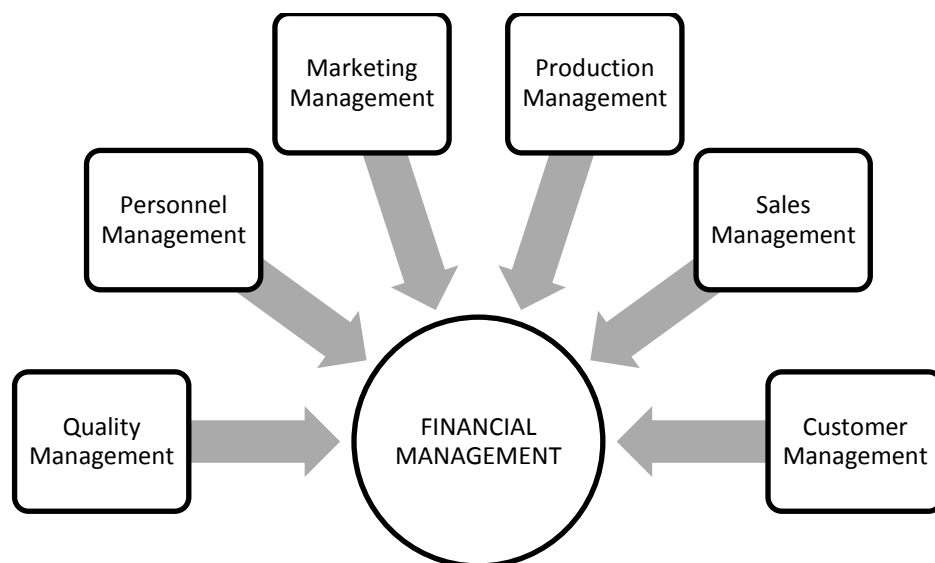 Marketing
Management
Production
Management
Personnel
Management
Sales
Management
Quality
Management
FINANCIAL
MANAGEMENT
Customer
Management